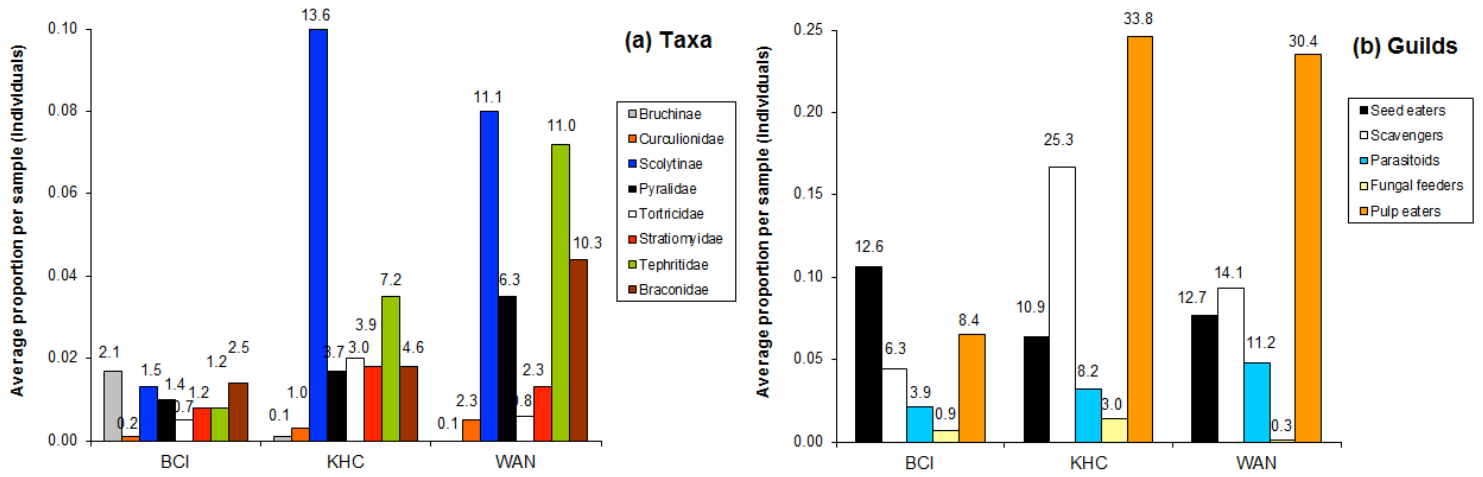 Average proportion per sample (Individuals)
0.10
0.08
0.06
0.04
0.02
0.00
(a) Taxa
Bruchinae
Curculionidae
Scolytinae
Pyralidae
Tortricidae
Stratiomyidae
Tephritidae
Braconidae
2.1
0.2
1.5
1.4
0.7
1.2
1.2
2.5
0.1
1.0
13.6
3.7
3.0
3.9
7.2
4.6
0.1
2.3
11.1
6.3
0.8
2.3
11.0
10.3
BCI
KHC
WAN
Average proportion per sample (Individuals)
0.25
0.20
0.15
0.10
0.05
0.00
(b) Guilds
Seed eaters
Scavengers
Parasitoids
Fungal feeders
Pulp eaters
12.6
6.3
3.9
0.9
8.4
10.9
25.3
8.2
3.0
33.8
12.7
14.1
11.2
0.3
30.4
BCI
KHC
WAN